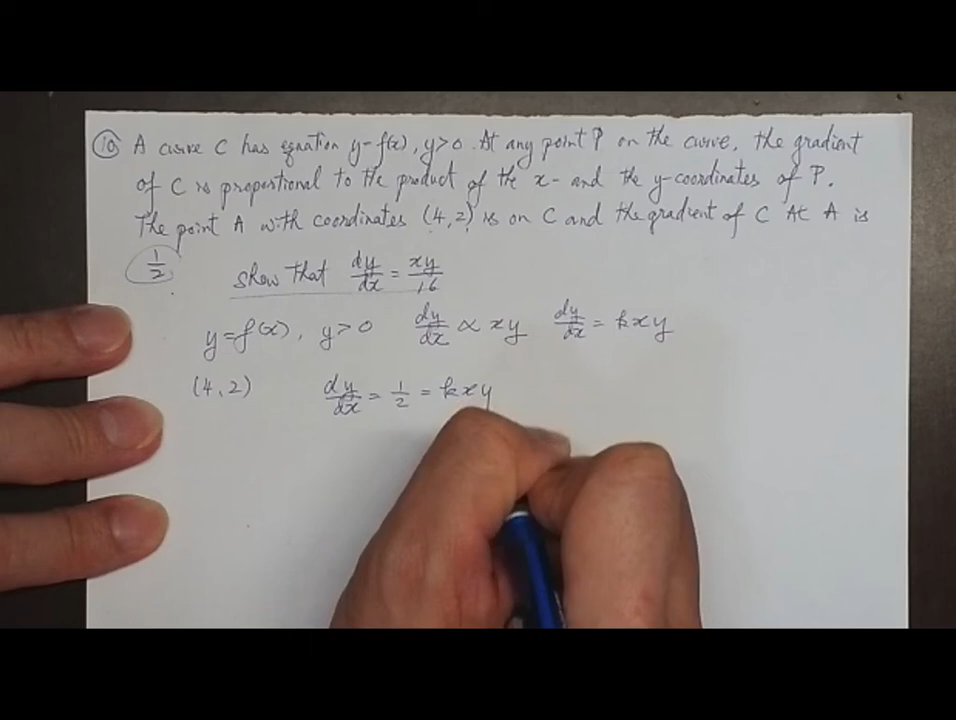 10 A curve C has equation y=f(x), y>0. At any point P on the curve, the gradient
of C is proportional to the product of the x- and the y-coordinates of P.
The point A with coordinates (4,2) is on C and the gradient of C At A is
1/2 show that dy/dx = xy/16
y=f(x), y>0 dy/dx ∝ xy dy/dx = kxy
(4,2) dy/dx = 1/2 = kxy